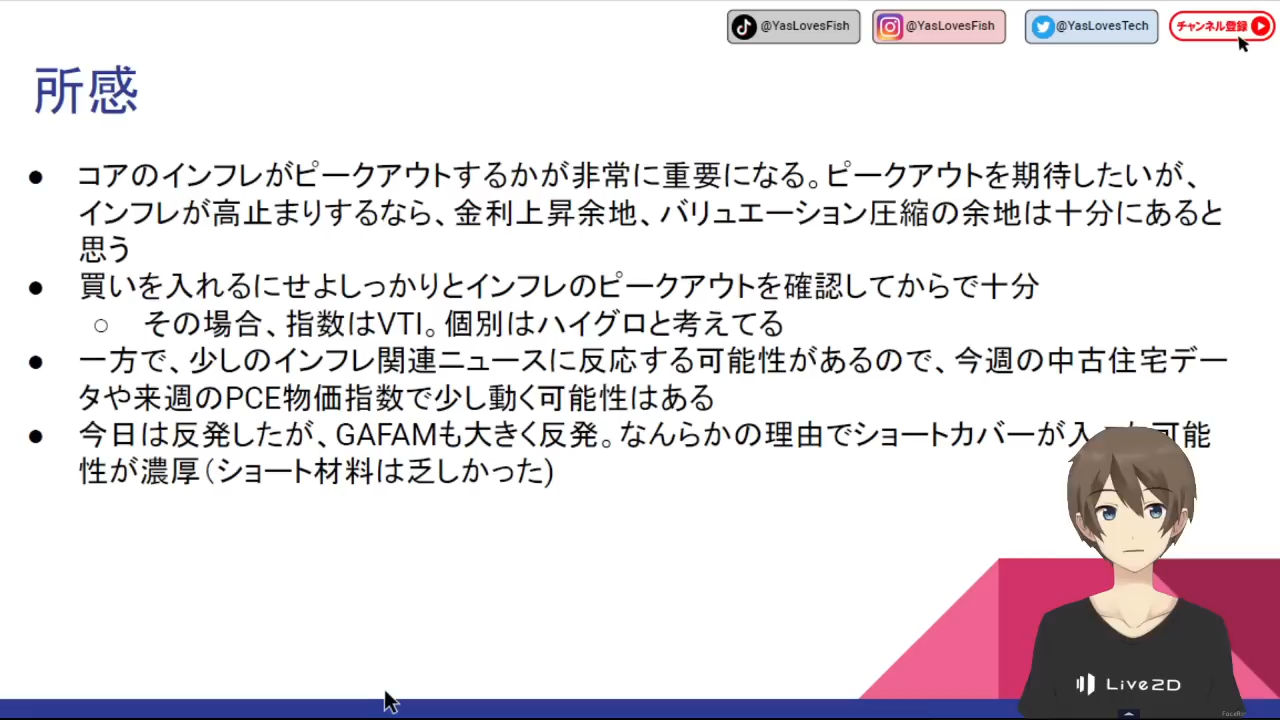 @YasLovesFish
@YasLovesFish
@YasLovesTech
チャンネル登録
所感
● コアのインフレがピークアウトするかが非常に重要になる。ピークアウトを期待したいが、
インフレが高止まりするなら、金利上昇余地、バリュエーション圧縮の余地は十分にあると
思う
● 買いを入れるにせよしっかりとインフレのピークアウトを確認してからで十分
○ その場合、指数はVTI。個別はハイグロと考えてる
● 一方で、少しのインフレ関連ニュースに反応する可能性があるので、今週の中古住宅デー
タや来週のPCE物価指数で少し動く可能性はある
● 今日は反発したが、GAFAMも大きく反発。なんらかの理由でショートカバーが入 可能
性が濃厚（ショート材料は乏しかった）
Live2D